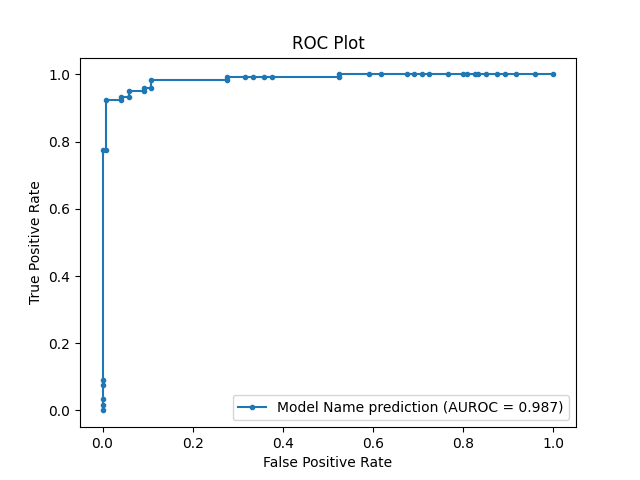 ROC Plot
True Positive Rate
1.0
0.8
0.6
0.4
0.2
0.0
Model Name prediction (AUROC = 0.987)
0.0 0.2 0.4 0.6 0.8 1.0
False Positive Rate